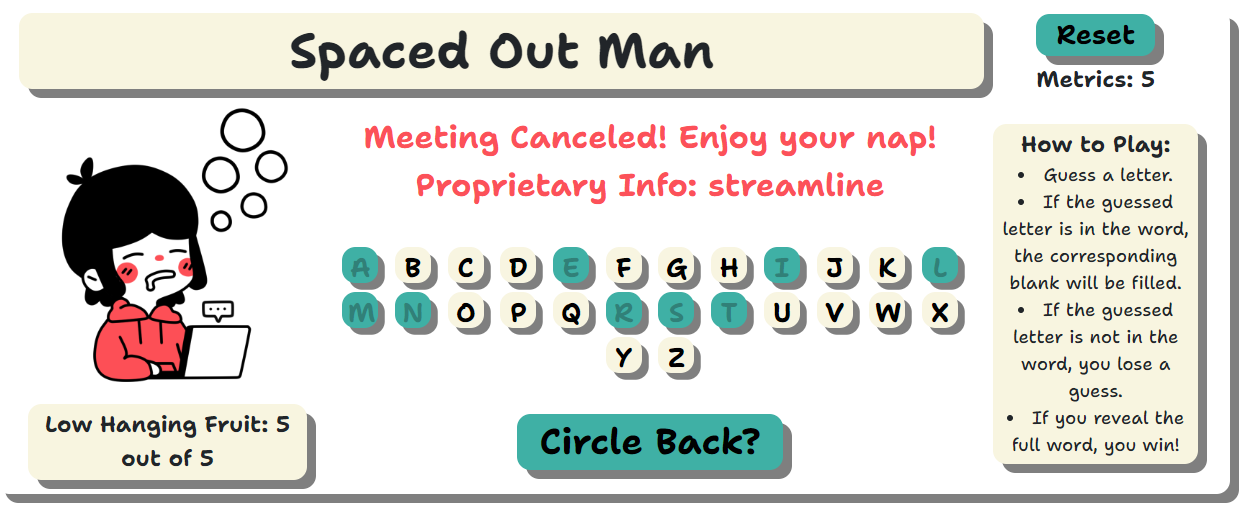 Spaced Out Man
Reset
Metrics: 5
Meeting Canceled! Enjoy your nap!
Proprietary Info: streamline
A B C D E F G H I J K L
M N O P Q R S T U V W X
Y Z
Low Hanging Fruit: 5
out of 5
Circle Back?
How to Play:
• Guess a letter.
• If the guessed
letter is in the word,
the corresponding
blank will be filled.
• If the guessed
letter is not in the
word, you lose a
guess.
• If you reveal the
full word, you win!